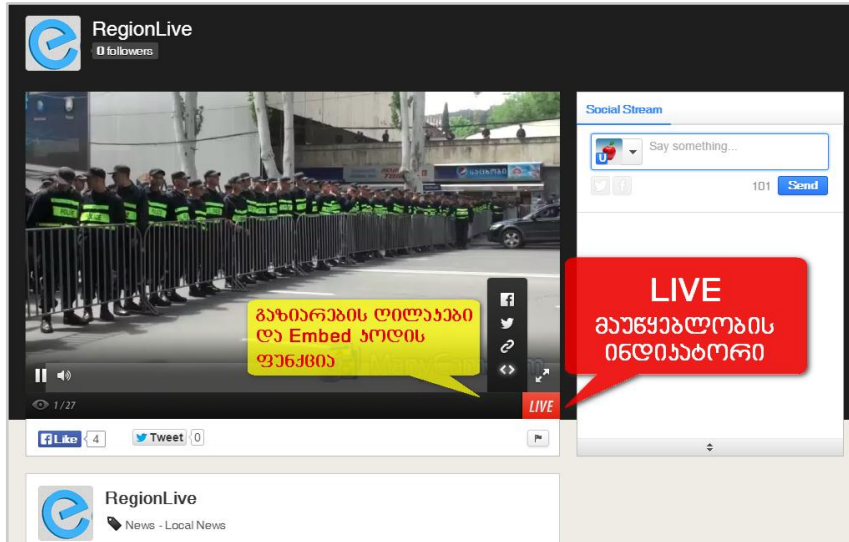 RegionLive
0 followers
Social Stream
Say something...
101 Send
POLICE
გაზიარების ღილაკები
და Embed კოდის
ფუნქცია
LIVE
მაუწყებლობის
ინდიკატორი
1/27
LIVE
Like 4
Tweet 0
RegionLive
News - Local News